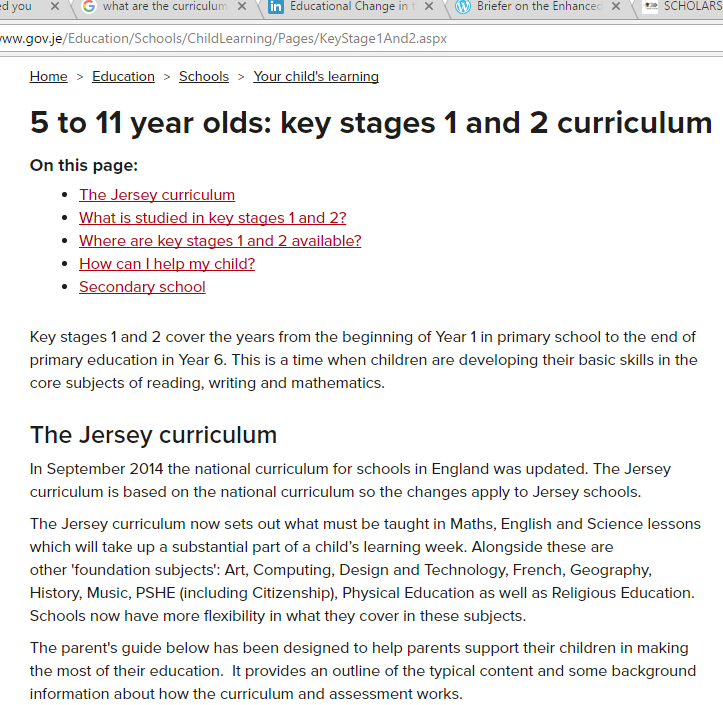 ed you
what are the curriculum
Educational Change in t
Briefer on the Enhanced
SCHOLARS
www.gov.je/Education/Schools/ChildLearning/Pages/KeyStage1And2.aspx
Home > Education > Schools > Your child's learning
5 to 11 year olds: key stages 1 and 2 curriculum
On this page:
• The Jersey curriculum
• What is studied in key stages 1 and 2?
• Where are key stages 1 and 2 available?
• How can I help my child?
• Secondary school
Key stages 1 and 2 cover the years from the beginning of Year 1 in primary school to the end of
primary education in Year 6. This is a time when children are developing their basic skills in the
core subjects of reading, writing and mathematics.
The Jersey curriculum
In September 2014 the national curriculum for schools in England was updated. The Jersey
curriculum is based on the national curriculum so the changes apply to Jersey schools.
The Jersey curriculum now sets out what must be taught in Maths, English and Science lessons
which will take up a substantial part of a child’s learning week. Alongside these are
other 'foundation subjects': Art, Computing, Design and Technology, French, Geography,
History, Music, PSHE (including Citizenship), Physical Education as well as Religious Education.
Schools now have more flexibility in what they cover in these subjects.
The parent's guide below has been designed to help parents support their children in making
the most of their education.  It provides an outline of the typical content and some background
information about how the curriculum and assessment works.